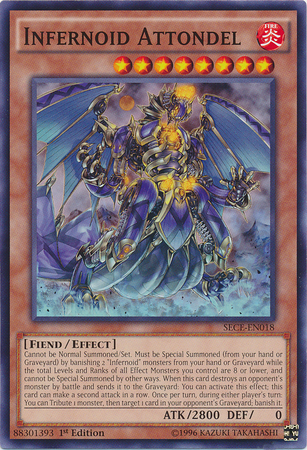 INFERNOID ATTONDEL
FIRE
炎
SECE-EN018
[FIEND / EFFECT]
Cannot be Normal Summoned/Set. Must be Special Summoned (from your hand or
Graveyard) by banishing 2 "Infernoid" monsters from your hand or Graveyard while
the total Levels and Ranks of all Effect Monsters you control are 8 or lower, and
cannot be Special Summoned by other ways. When this card destroys an opponent's
monster by battle and sends it to the Graveyard: You can activate this effect; this
card can make a second attack in a row. Once per turn, during either player's turn:
You can Tribute 1 monster, then target 1 card in your opponent's Graveyard; banish it.
ATK/2800 DEF/ 0
88301393 1st Edition ©1996 KAZUKI TAKAHASHI